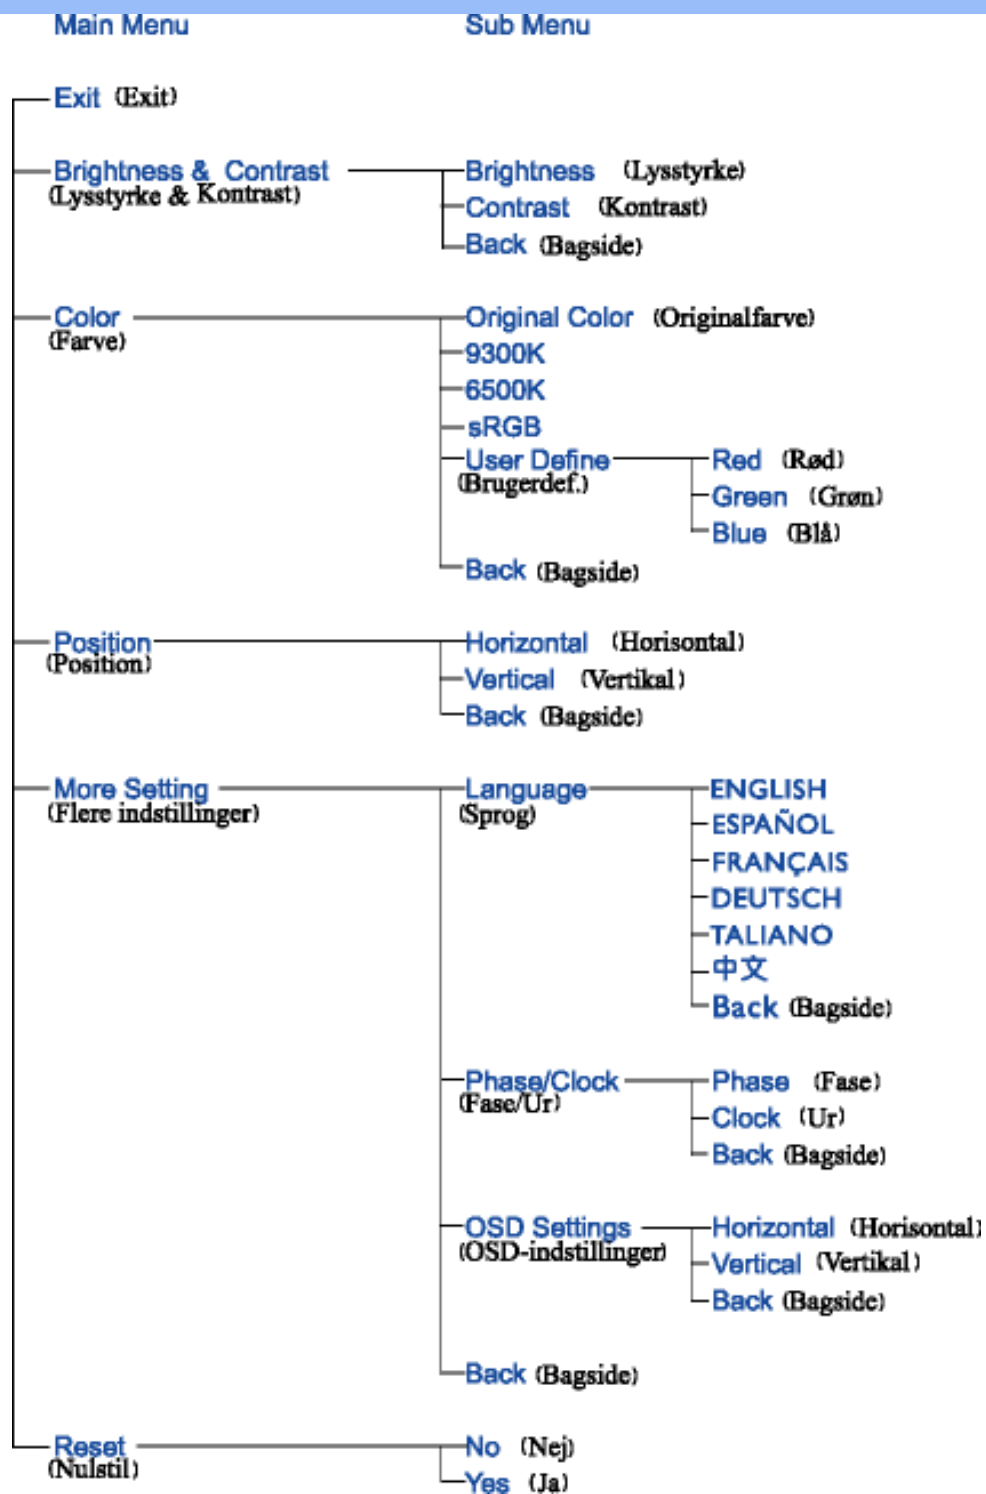 Main Menu Sub Menu
Exit (Exit)
Brightness & Contrast Brightness (Lysstyrke)
(Lysstyrke & Kontrast)
Contrast (Kontrast)
Back (Bagside)
Color Original Color (Originalfarve)
(Farve)
9300K
6500K
sRGB
User Define Red (Rød)
(Brugerdef.)
Green (Grøn)
Blue (Blå)
Back (Bagside)
Position Horizontal (Horisontal)
(Position)
Vertical (Vertikal)
Back (Bagside)
More Setting Language ENGLISH
(Flere indstillinger) (Sprog)
ESPAÑOL
FRANÇAIS
DEUTSCH
TALIANO
中文
Back (Bagside)
Phase/Clock Phase (Fase)
(Fase/Ur)
Clock (Ur)
Back (Bagside)
OSD Settings Horizontal (Horisontal)
(OSD-indstillinger)
Vertical (Vertikal)
Back (Bagside)
Back (Bagside)
Reset No (Nej)
(Nulstil)
Yes (Ja)